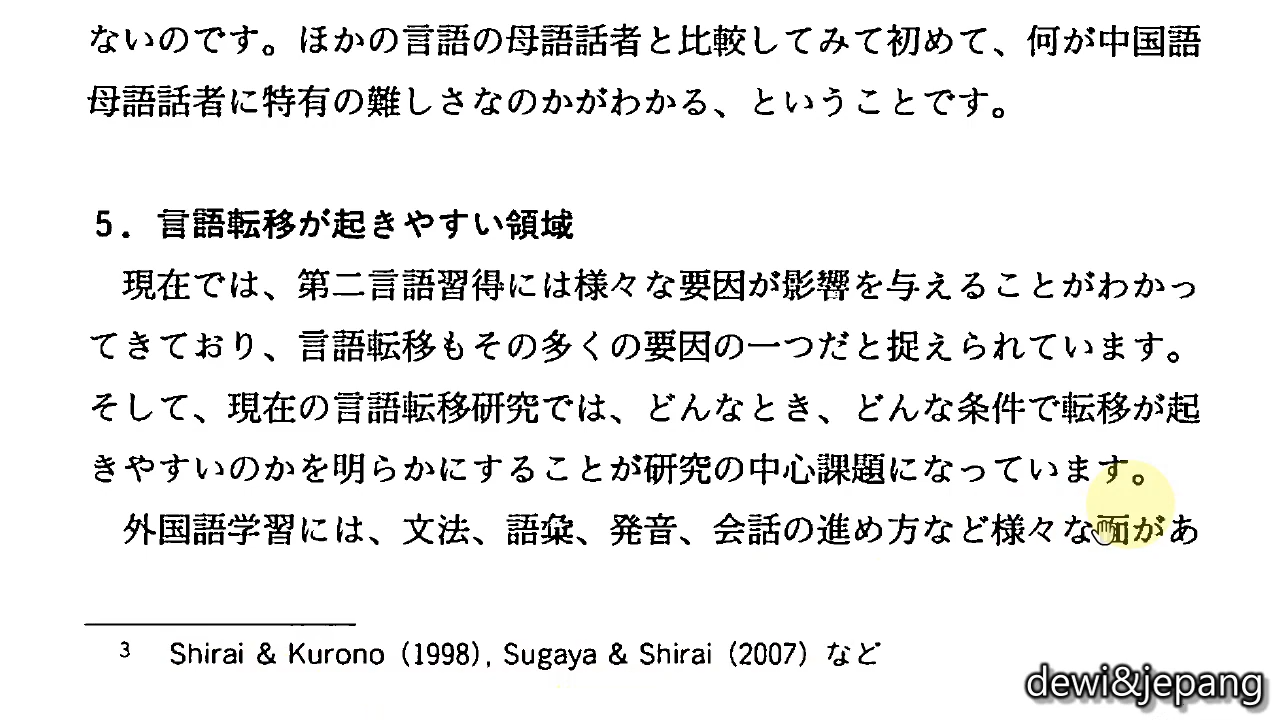 ないのです。ほかの言語の母語話者と比較してみて初めて、何が中国語
母語話者に特有の難しさなのかがわかる、ということです。
5．言語転移が起きやすい領域
現在では、第二言語習得には様々な要因が影響を与えることがわかっ
てきており、言語転移もその多くの要因の一つだと捉えられています。
そして、現在の言語転移研究では、どんなとき、どんな条件で転移が起
きやすいのかを明らかにすることが研究の中心課題になっています。
外国語学習には、文法、語彙、発音、会話の進め方など様々な面があ
3 Shirai & Kurono (1998), Sugaya & Shirai (2007) など
dewi&jepang